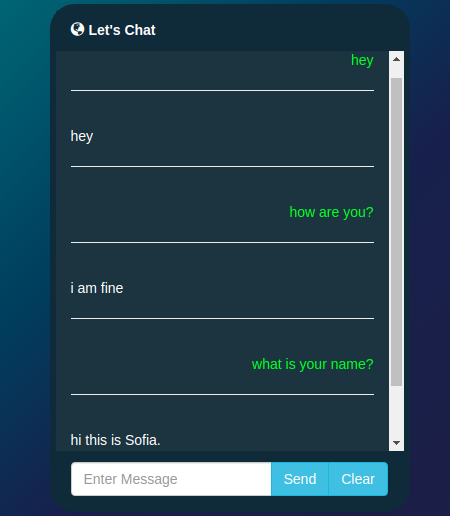 Let's Chat
hey
hey
how are you?
i am fine
what is your name?
hi this is Sofia.
Enter Message Send Clear